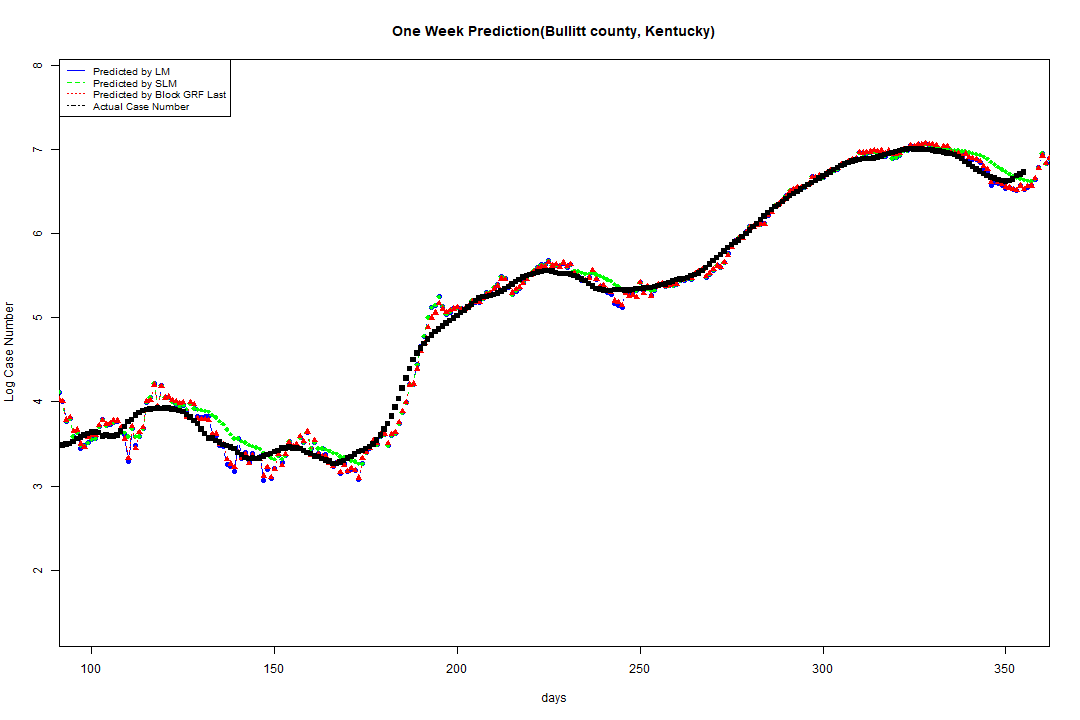 One Week Prediction(Bullitt county, Kentucky)
Predicted by LM
Predicted by SLM
Predicted by Block GRF Last
Actual Case Number
8
7
6
5
4
3
2
Log Case Number
100 150 200 250 300 350
days